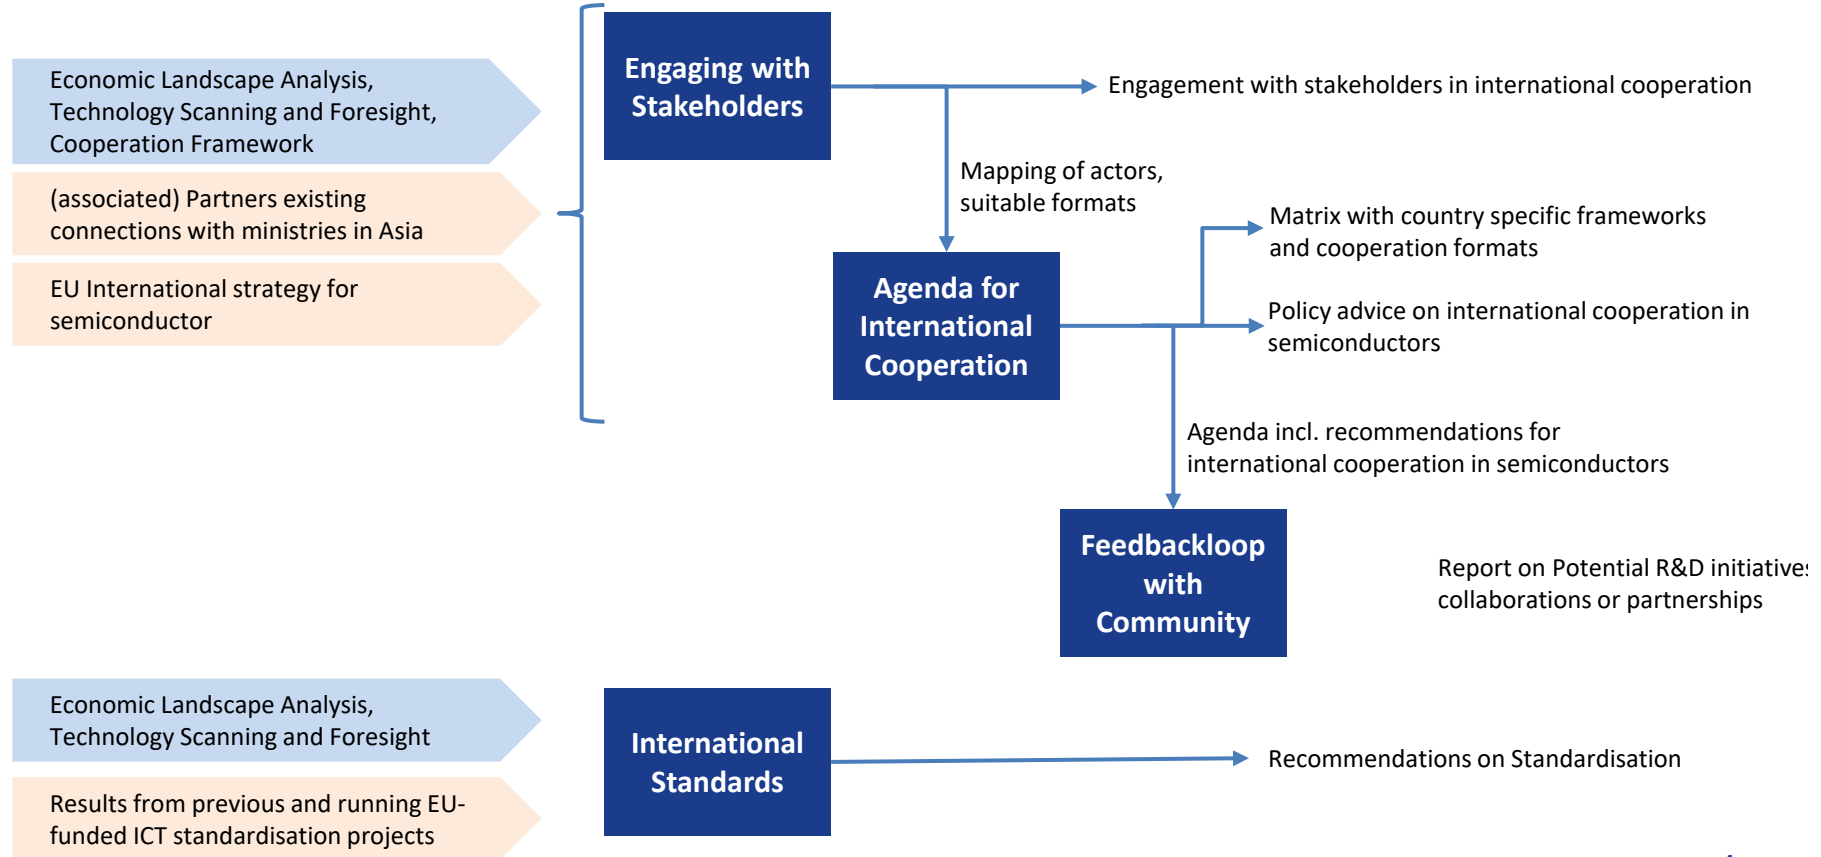 Engaging with
Stakeholders
Economic Landscape Analysis,
Technology Scanning and Foresight,
Cooperation Framework
Engagement with stakeholders in international cooperation
(associated) Partners existing
connections with ministries in Asia
Mapping of actors,
suitable formats
Matrix with country specific frameworks
and cooperation formats
EU International strategy for
semiconductor
Agenda for
International
Cooperation
Policy advice on international cooperation in
semiconductors
Agenda incl. recommendations for
international cooperation in semiconductors
Feedbackloop
with
Community
Report on Potential R&D initiatives
collaborations or partnerships
Economic Landscape Analysis,
Technology Scanning and Foresight
International
Standards
Recommendations on Standardisation
Results from previous and running EU-
funded ICT standardisation projects